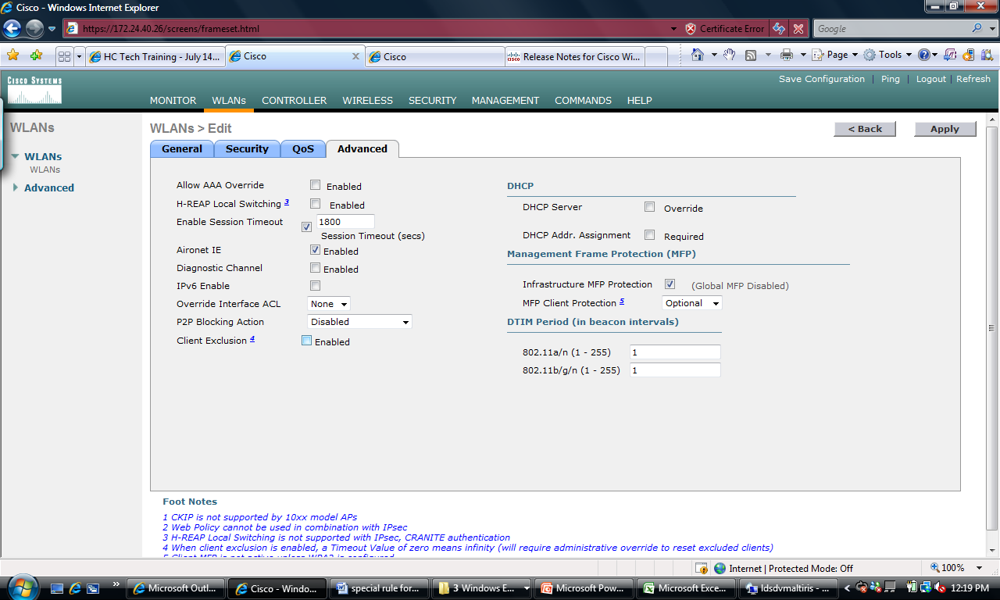 Cisco - Windows Internet Explorer
https://172.24.40.26/screens/frameset.html
Certificate Error
Google
HC Tech Training - July 14...
Cisco
Cisco
Release Notes for Cisco Wi...
Page
Tools
CISCO SYSTEMS
Save Configuration | Ping | Logout | Refresh
MONITOR WLANs CONTROLLER WIRELESS SECURITY MANAGEMENT COMMANDS HELP
WLANs
WLANs
WLANs
Advanced
WLANs > Edit
< Back
Apply
General Security QoS Advanced
Allow AAA Override Enabled
H-REAP Local Switching 3 Enabled
Enable Session Timeout 1800
Session Timeout (secs)
Aironet IE Enabled
Diagnostic Channel Enabled
IPv6 Enable
Override Interface ACL None
P2P Blocking Action Disabled
Client Exclusion 4 Enabled
DHCP
DHCP Server Override
DHCP Addr. Assignment Required
Management Frame Protection (MFP)
Infrastructure MFP Protection (Global MFP Disabled)
MFP Client Protection 5 Optional
DTIM Period (in beacon intervals)
802.11a/n (1 - 255) 1
802.11b/g/n (1 - 255) 1
Foot Notes
1 CKIP is not supported by 10xx model APs
2 Web Policy cannot be used in combination with IPsec
3 H-REAP Local Switching is not supported with IPsec, CRANITE authentication
4 When client exclusion is enabled, a Timeout Value of zero means infinity (will require administrative override to reset excluded clients)
5 Client MFP is not active unless WPA2 is configured
Internet | Protected Mode: Off
100%
Microsoft Outl...
Cisco - Windo...
special rule for...
3 Windows E...
Microsoft Pow...
Microsoft Exce...
ldsdvmaltiris - ...
12:19 PM